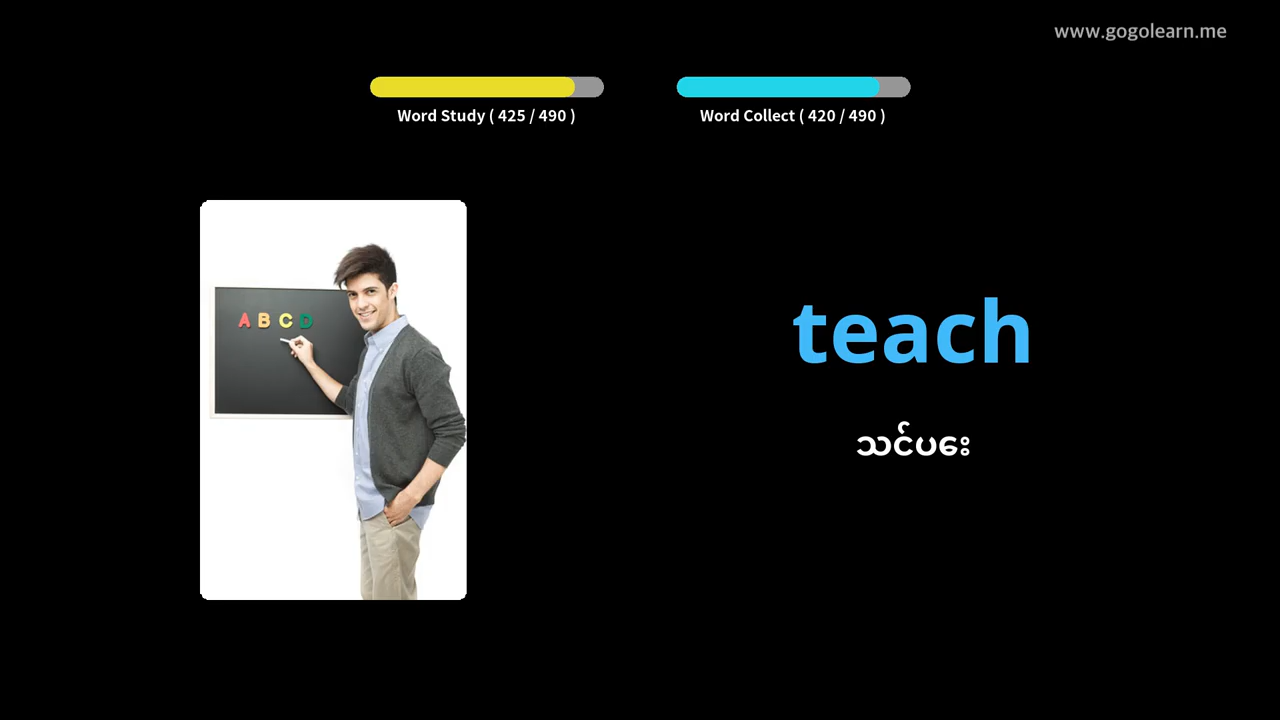 www.gogolearn.me
Word Study ( 425 / 490 )
Word Collect ( 420 / 490 )
A B C D
teach
သင်ပေး